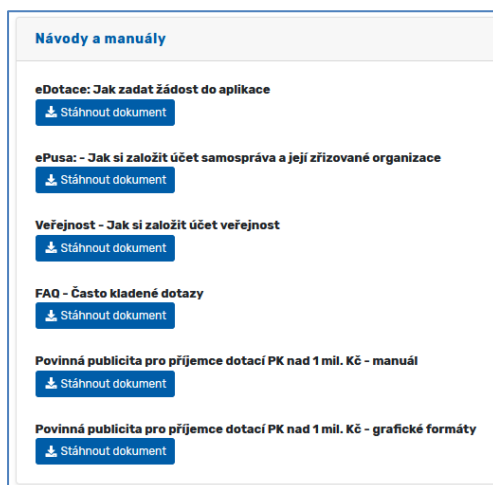 Návody a manuály
eDotace: Jak zadat žádost do aplikace
Stáhnout dokument
ePusa: - Jak si založit účet samospráva a její zřizované organizace
Stáhnout dokument
Veřejnost - Jak si založit účet veřejnost
Stáhnout dokument
FAQ - Často kladené dotazy
Stáhnout dokument
Povinná publicita pro příjemce dotací PK nad 1 mil. Kč - manuál
Stáhnout dokument
Povinná publicita pro příjemce dotací PK nad 1 mil. Kč - grafické formáty
Stáhnout dokument